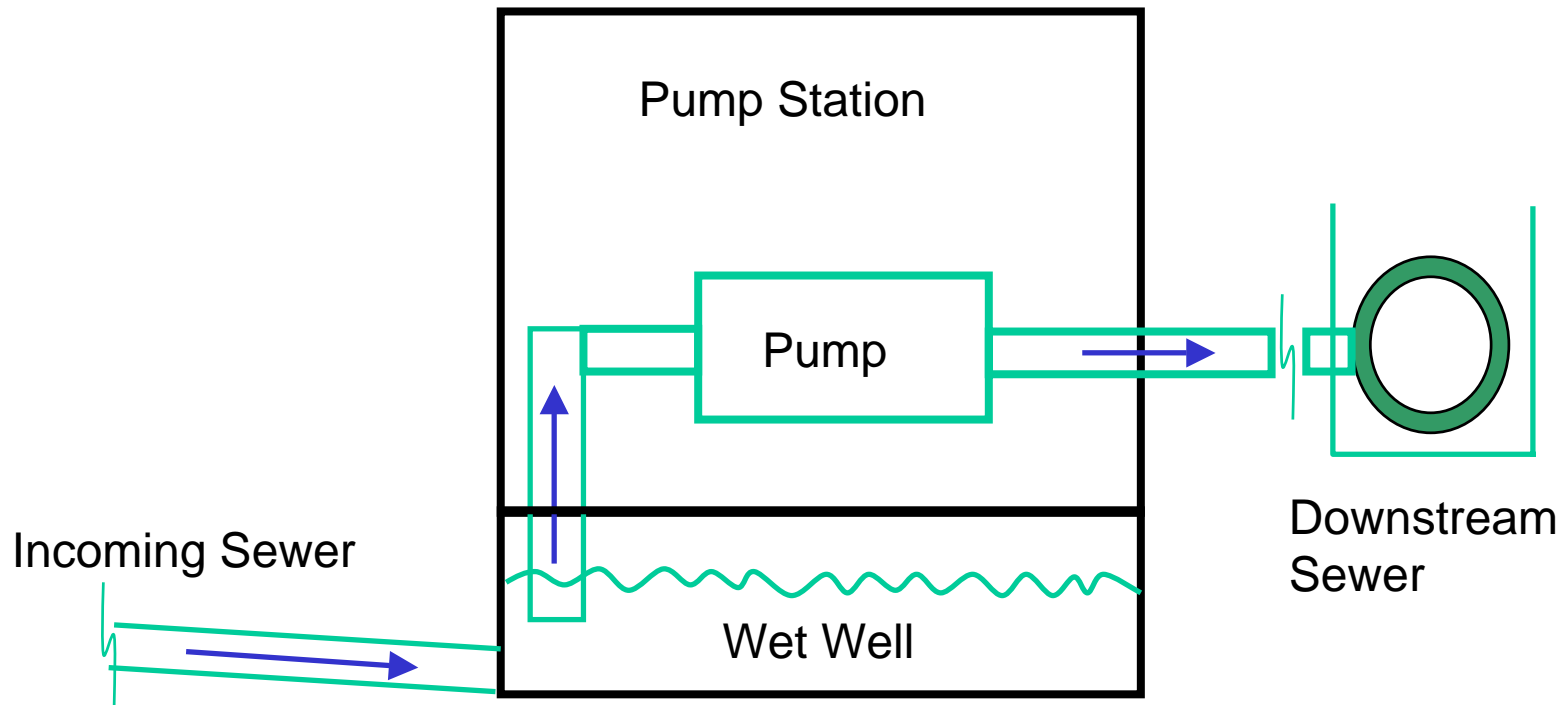 Pump Station
Pump
Incoming Sewer
Wet Well
Downstream
Sewer